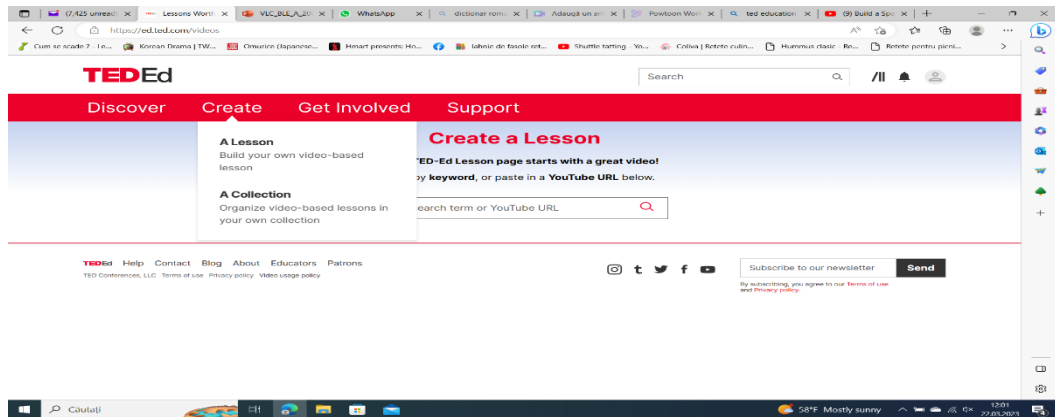 (7,425 unread)
Lessons Worth
VLC_BLE_A_20
WhatsApp
dictionar roma
Adaugă un an
Powtoon Work
ted education
(9) Build a Spe
https://ed.ted.com/videos
Cum se scade ? - Le...
Korean Drama | TW...
Omurice (Japanese...
Hmart presents: Ho...
Iahnie de fasole ret...
Shuttle tatting - Yo...
Coliva | Retete culin...
Hummus clasic - Re...
Retete pentru picni...
TEDEd
Search
Discover Create Get Involved Support
A Lesson
Build your own video-based
lesson
A Collection
Organize video-based lessons in
your own collection
Create a Lesson
TED-Ed Lesson page starts with a great video!
by keyword, or paste in a YouTube URL below.
earch term or YouTube URL
TEDEd Help Contact Blog About Educators Patrons
TED Conferences, LLC Terms of use Privacy policy Video usage policy
Subscribe to our newsletter Send
By subscribing, you agree to our Terms of use
and Privacy policy.
Căutați
58°F Mostly sunny
12:01
22.03.2023